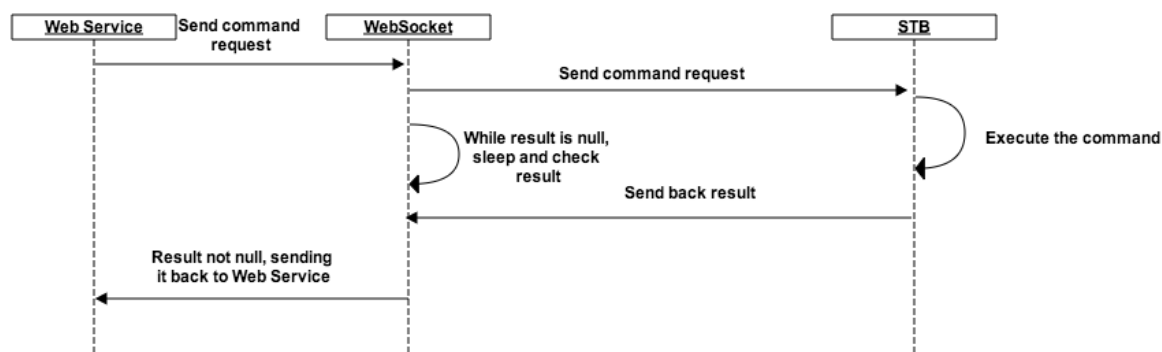 Web Service
Send command
request
WebSocket
STB
Send command request
While result is null,
sleep and check
result
Execute the command
Send back result
Result not null, sending
it back to Web Service